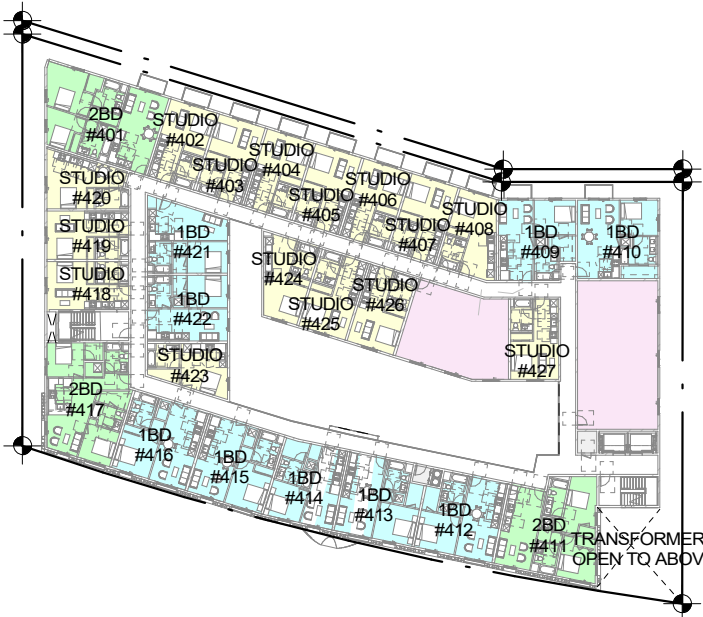 2BD
#401
STUDIO
#402
STUDIO
#403
STUDIO
#404
STUDIO
#405
STUDIO
#406
STUDIO
#407
STUDIO
#408
1BD
#409
1BD
#410
STUDIO
#420
STUDIO
#419
STUDIO
#418
1BD
#421
1BD
#422
STUDIO
#423
STUDIO
#424
STUDIO
#425
STUDIO
#426
STUDIO
#427
2BD
#417
1BD
#416
1BD
#415
1BD
#414
1BD
#413
1BD
#412
2BD
#411
TRANSFORMER
OPEN TO ABOV